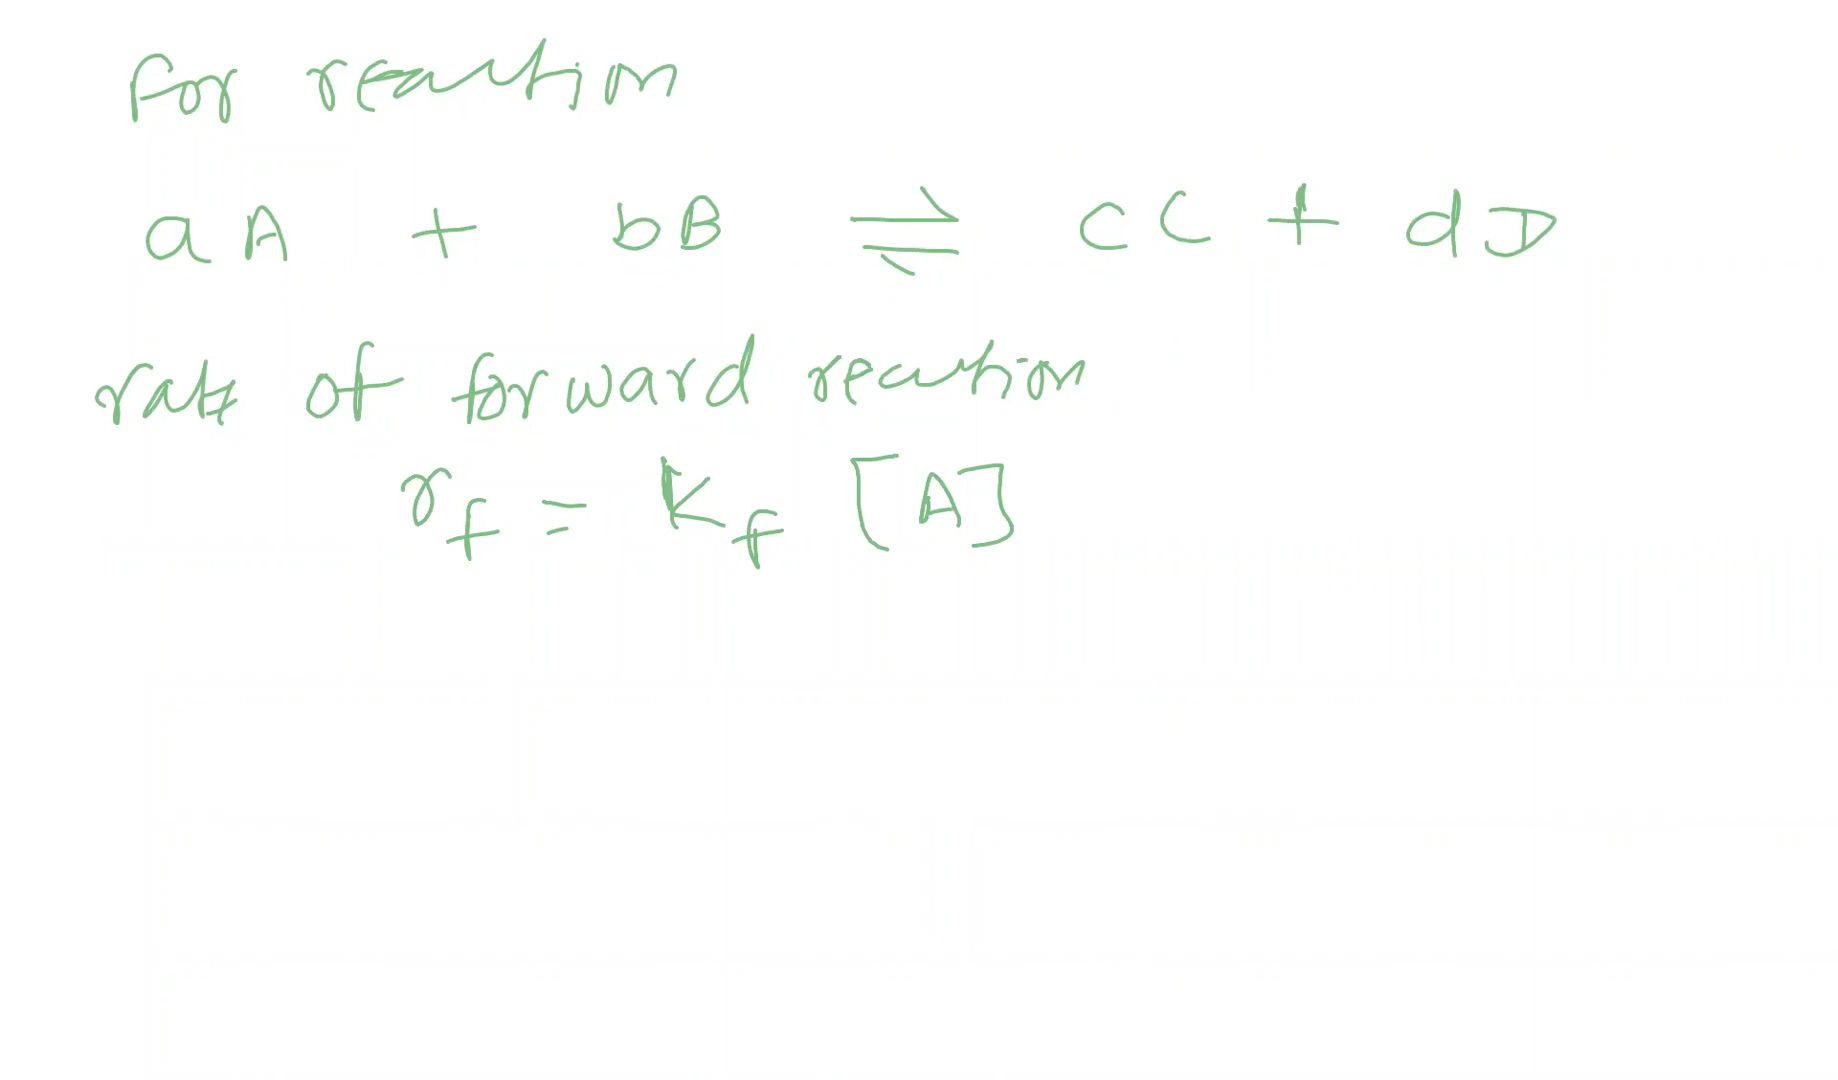 For reaction
aA + bB ⇌ cC + dD
rate of forward reaction
r_f = K_f [A]